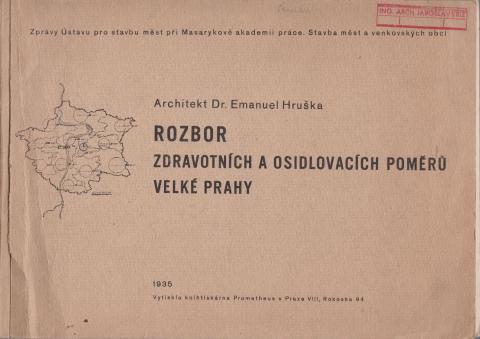 ING. ARCH. JAROSLAV
Zprávy Ústavu pro stavbu měst při Masarykově akademii práce. Stavba měst a venkovských obcí
Architekt Dr. Emanuel Hruška
ROZBOR
ZDRAVOTNÍCH A OSIDLOVACÍCH POMĚRŮ
VELKÉ PRAHY
1935
Vytiskla knihtiskárna Prometheus v Praze VIII, Rokoska 94